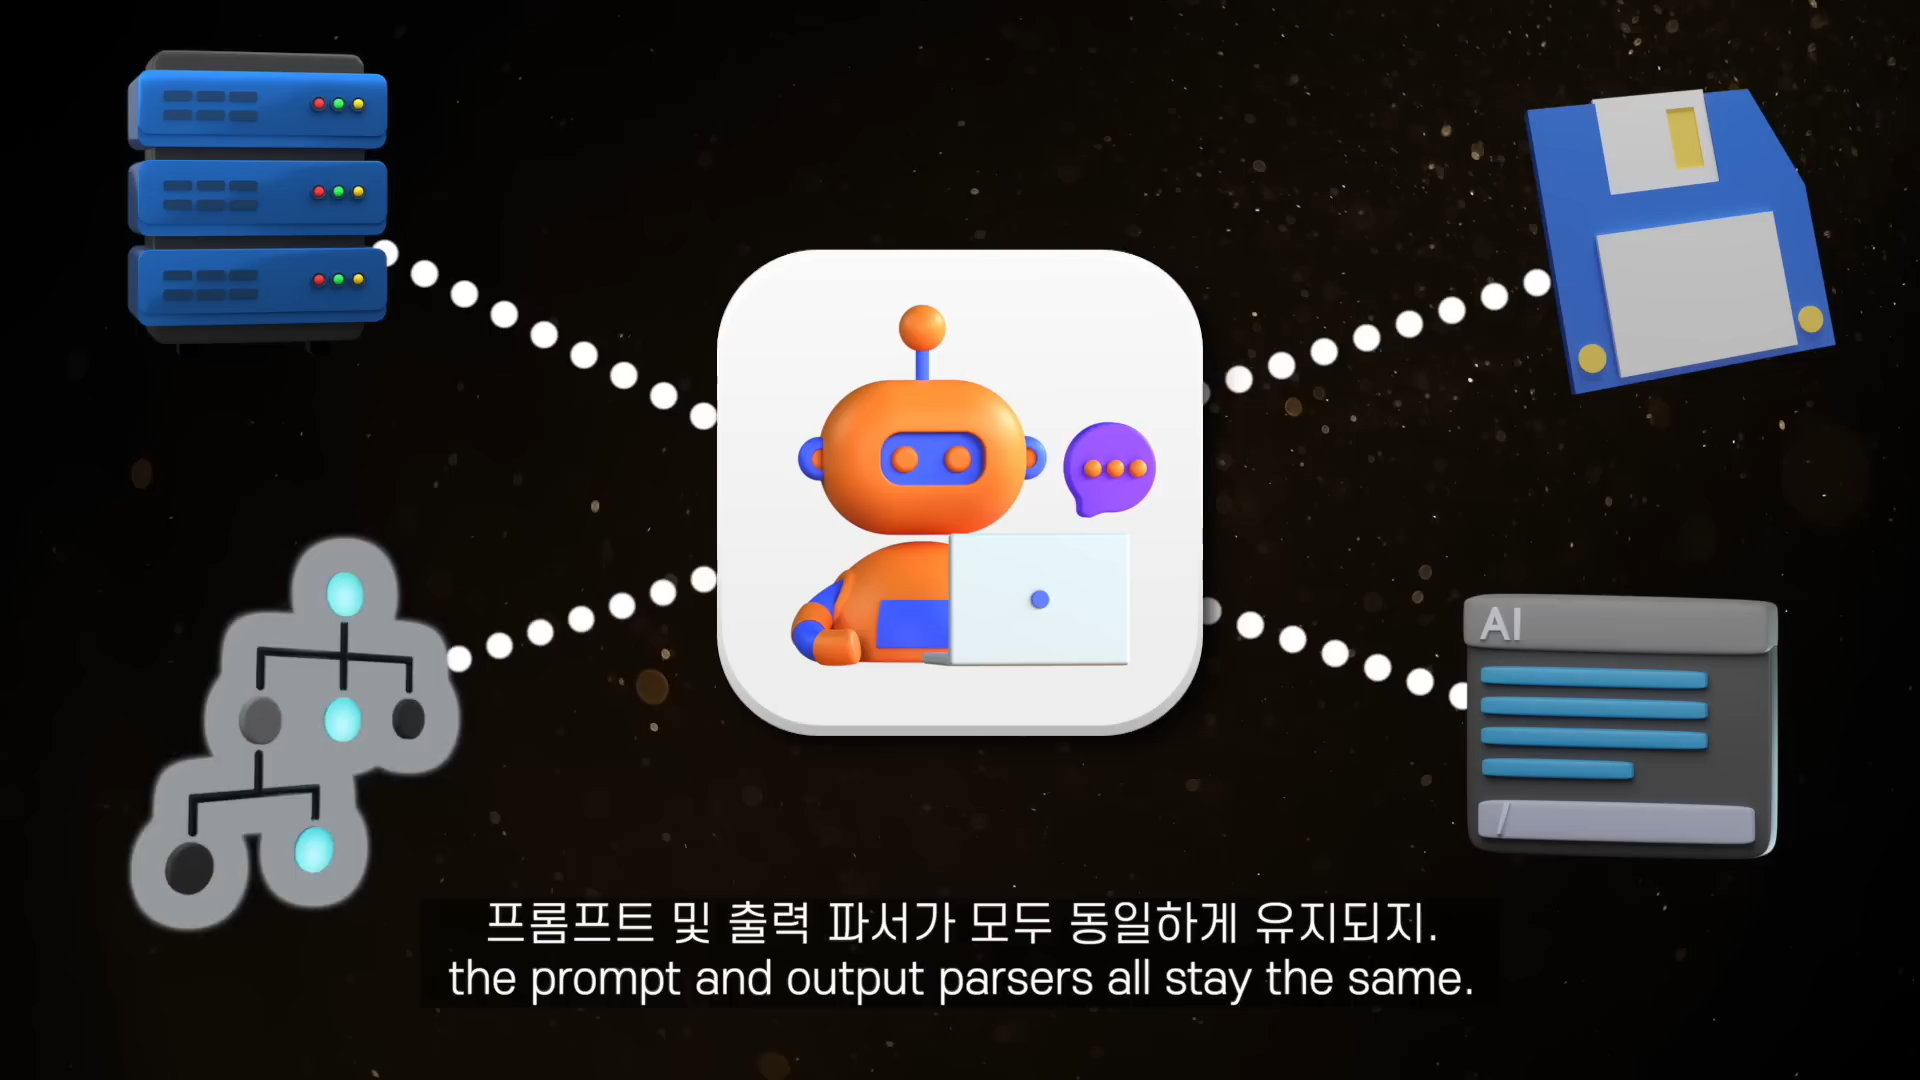 AI
프롬프트 및 출력 파서가 모두 동일하게 유지되지.
the prompt and output parsers all stay the same.